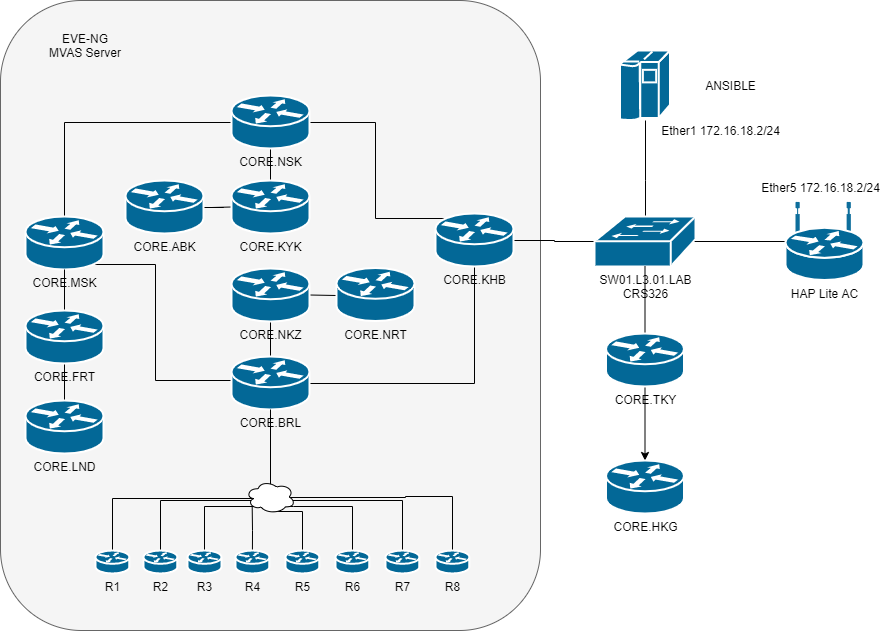 EVE-NG
MVAS Server
ANSIBLE
Ether1 172.16.18.2/24
CORE.NSK
Ether5 172.16.18.2/24
CORE.ABK
CORE.KYK
CORE.MSK
CORE.KHB
SW01.L3.01.LAB
CRS326
HAP Lite AC
CORE.NKZ
CORE.NRT
CORE.FRT
CORE.TKY
CORE.BRL
CORE.LND
CORE.HKG
R1
R2
R3
R4
R5
R6
R7
R8